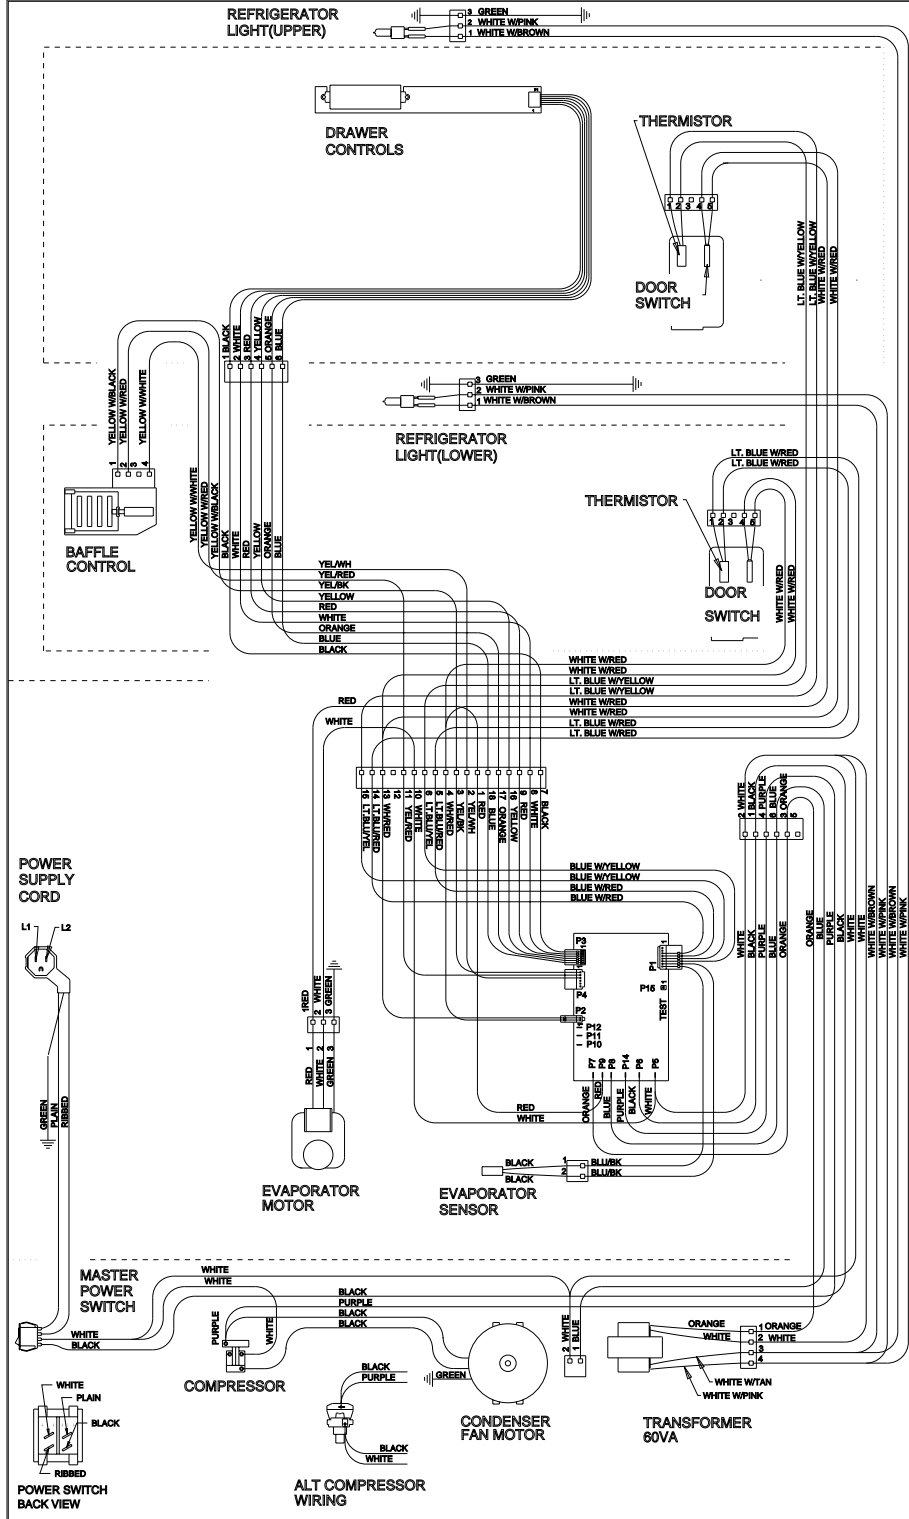 REFRIGERATOR
LIGHT(UPPER)
3 GREEN
2 WHITE W/PINK
1 WHITE W/BROWN
DRAWER
CONTROLS
THERMISTOR
1 2 3 4 5
DOOR
SWITCH
LT. BLUE W/YELLOW
LT. BLUE W/YELLOW
WHITE W/RED
WHITE W/RED
1 BLACK
2 WHITE
3 RED
4 YELLOW
5 ORANGE
6 BLUE
YELLOW W/BLACK
YELLOW W/RED
YELLOW W/WHITE
1 2 3 4
BAFFLE
CONTROL
3 GREEN
2 WHITE W/PINK
1 WHITE W/BROWN
REFRIGERATOR
LIGHT(LOWER)
LT. BLUE W/RED
LT. BLUE W/RED
THERMISTOR
1 2 3 4 5
DOOR
SWITCH
WHITE W/RED
WHITE W/RED
YELLOW W/WHITE
YELLOW W/RED
YELLOW W/BLACK
BLACK
WHITE
RED
YELLOW
ORANGE
BLUE
YEL/WH
YEL/RED
YEL/BK
YELLOW
RED
WHITE
ORANGE
BLUE
BLACK
WHITE W/RED
WHITE W/RED
LT. BLUE W/YELLOW
LT. BLUE W/YELLOW
WHITE W/RED
WHITE W/RED
LT. BLUE W/RED
LT. BLUE W/RED
RED
WHITE
15 LT.BLU/YEL
14 LT.BLU/RED
13 WH/RED
12
11 YEL/RED
10 WHITE
6 LT.BLU/YEL
5 LT.BLU/RED
4 WH/RED
3 YEL/BK
2 YEL/WH
1 RED
18 BLUE
17 ORANGE
16 YELLOW
9 RED
8 WHITE
7 BLACK
2 WHITE
1 BLACK
4 PURPLE
6 BLUE
3 ORANGE
5
BLUE W/YELLOW
BLUE W/YELLOW
BLUE W/RED
BLUE W/RED
POWER
SUPPLY
CORD
L1
L2
P3
P4
P2
P12
P11
P10
P1
1
P15
1
TEST
P7
P9
P8
P14
P6
P5
WHITE
BLACK
PURPLE
BLUE
ORANGE
ORANGE
BLUE
PURPLE
BLACK
WHITE
WHITE
WHITE W/BROWN
WHITE W/PINK
WHITE W/BROWN
WHITE W/PINK
1RED
2 WHITE
3 GREEN
RED 1
WHITE 2
GREEN 3
EVAPORATOR
MOTOR
RED
WHITE
ORANGE
RED
BLUE
PURPLE
BLACK
WHITE
BLACK
BLACK
1 BLU/BK
2 BLU/BK
EVAPORATOR
SENSOR
GREEN
PLAIN
RIBBED
MASTER
POWER
SWITCH
WHITE
WHITE
BLACK
PURPLE
BLACK
BLACK
WHITE
BLACK
PURPLE
WHITE
COMPRESSOR
GREEN
CONDENSER
FAN MOTOR
2 WHITE
1 BLUE
ORANGE
WHITE
1 ORANGE
2 WHITE
3
4
WHITE W/TAN
WHITE W/PINK
TRANSFORMER
60VA
WHITE
PLAIN
BLACK
RIBBED
POWER SWITCH
BACK VIEW
BLACK
PURPLE
BLACK
WHITE
ALT COMPRESSOR
WIRING